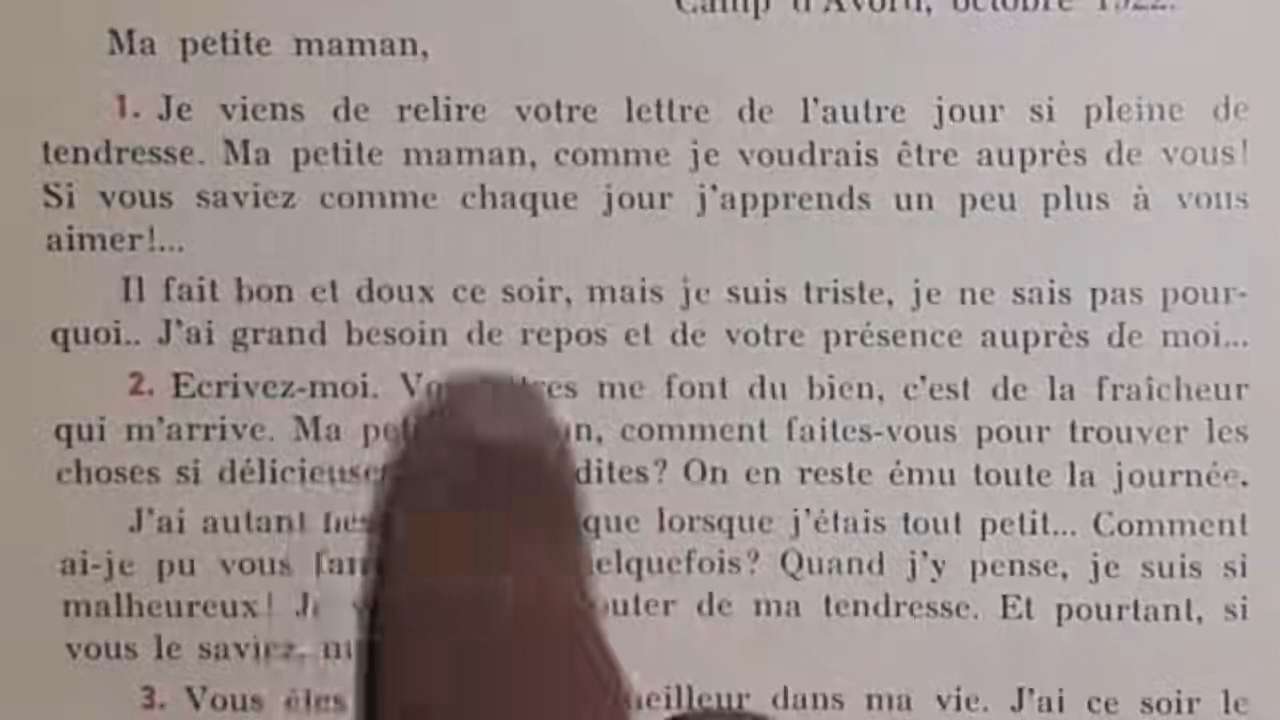 Camp d'Avord, octobre 1922.
Ma petite maman,
1. Je viens de relire votre lettre de l'autre jour si pleine de
tendresse. Ma petite maman, comme je voudrais être auprès de vous!
Si vous saviez comme chaque jour j'apprends un peu plus à vous
aimer!...
Il fait bon et doux ce soir, mais je suis triste, je ne sais pas pour-
quoi.. J'ai grand besoin de repos et de votre présence auprès de moi...
2. Ecrivez-moi. me font du bien, c'est de la fraîcheur
qui m'arrive. Ma comment faites-vous pour trouver les
choses si dites? On en reste ému toute la journée.
J'ai autant que lorsque j'étais tout petit... Comment
ai-je pu vous Quand j'y pense, je suis si
malheureux! de ma tendresse. Et pourtant, si
vous le saviez,
3. Vous êtes dans ma vie. J'ai ce soir le